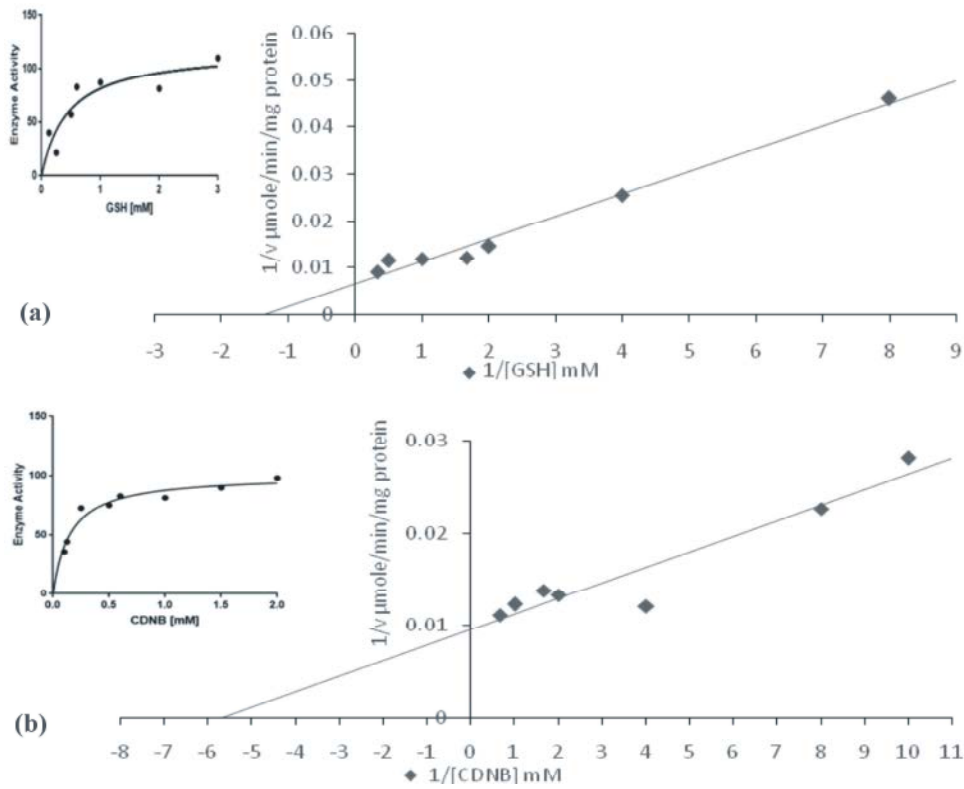 150
100
50
0
Enzyme Activity
0 1 2 3
GSH [mM]
0.06
0.05
0.04
0.03
0.02
0.01
0
1/v µmole/min/mg protein
-3 -2 -1 0 1 2 3 4 5 6 7 8 9
1/[GSH] mM
(a)
150
100
50
0
Enzyme Activity
0.0 0.5 1.0 1.5 2.0
CDNB [mM]
0.03
0.02
0.01
0
1/v µmole/min/mg protein
-8 -7 -6 -5 -4 -3 -2 -1 0 1 2 3 4 5 6 7 8 9 10 11
1/[CDNB] mM
(b)